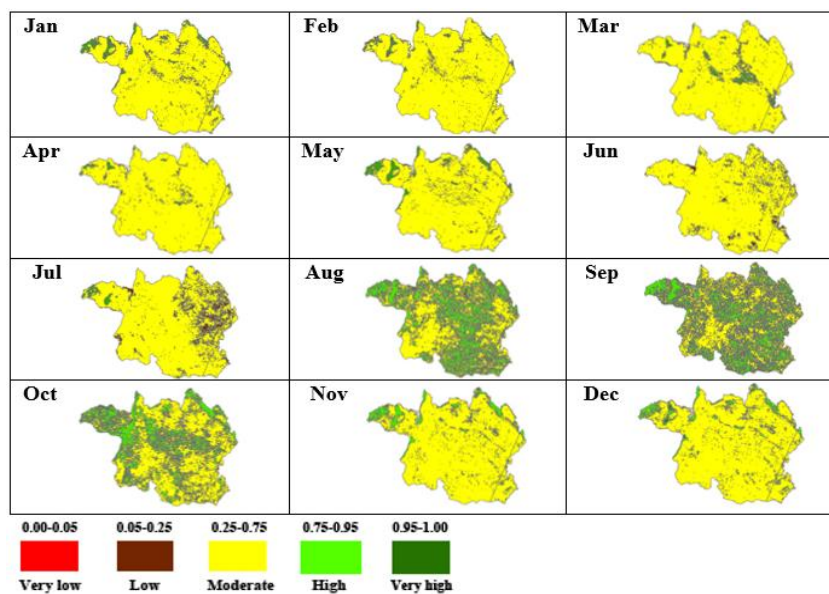 Jan Feb Mar
Apr May Jun
Jul Aug Sep
Oct Nov Dec
0.00-0.05 0.05-0.25 0.25-0.75 0.75-0.95 0.95-1.00
Very low Low Moderate High Very high